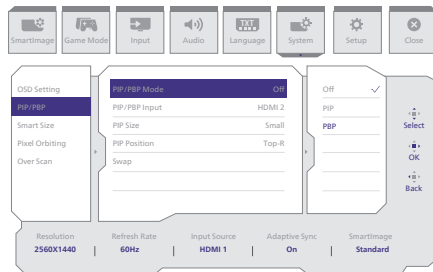 SmartImage
Game Mode
Input
Audio
TXT
Language
System
Setup
Close
OSD Setting
PIP/PBP
Smart Size
Pixel Orbiting
Over Scan
PIP/PBP Mode Off
PIP/PBP Input HDMI 2
PIP Size Small
PIP Position Top-R
Swap
Off
PIP
PBP
Select
OK
Back
Resolution
2560X1440
Refresh Rate
60Hz
Input Source
HDMI 1
Adaptive Sync
On
SmartImage
Standard